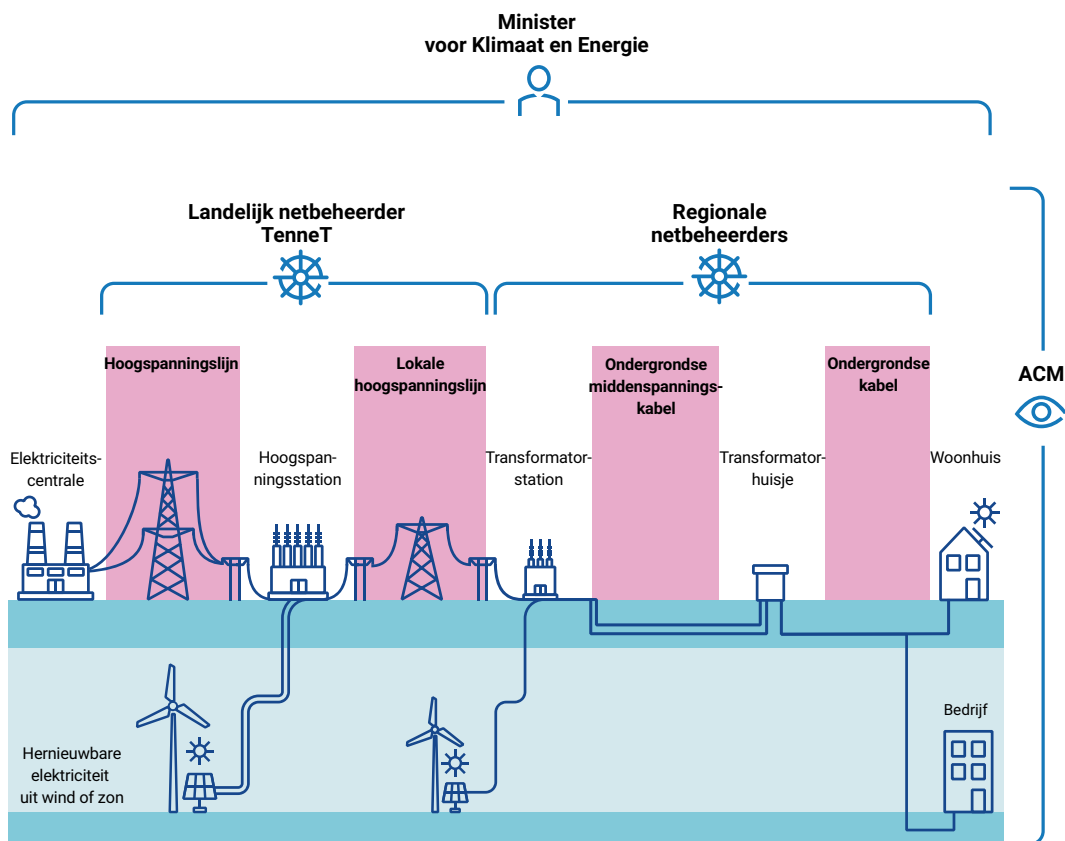 Minister
voor Klimaat en Energie
Landelijk netbeheerder
TenneT
Regionale
netbeheerders
ACM
Hoogspanningslijn
Lokale
hoogspanningslijn
Ondergrondse
middenspannings-
kabel
Ondergrondse
kabel
Elektriciteits-
centrale
Hoogspan-
ningsstation
Transformator-
station
Transformator-
huisje
Woonhuis
Hernieuwbare
elektriciteit
uit wind of zon
Bedrijf